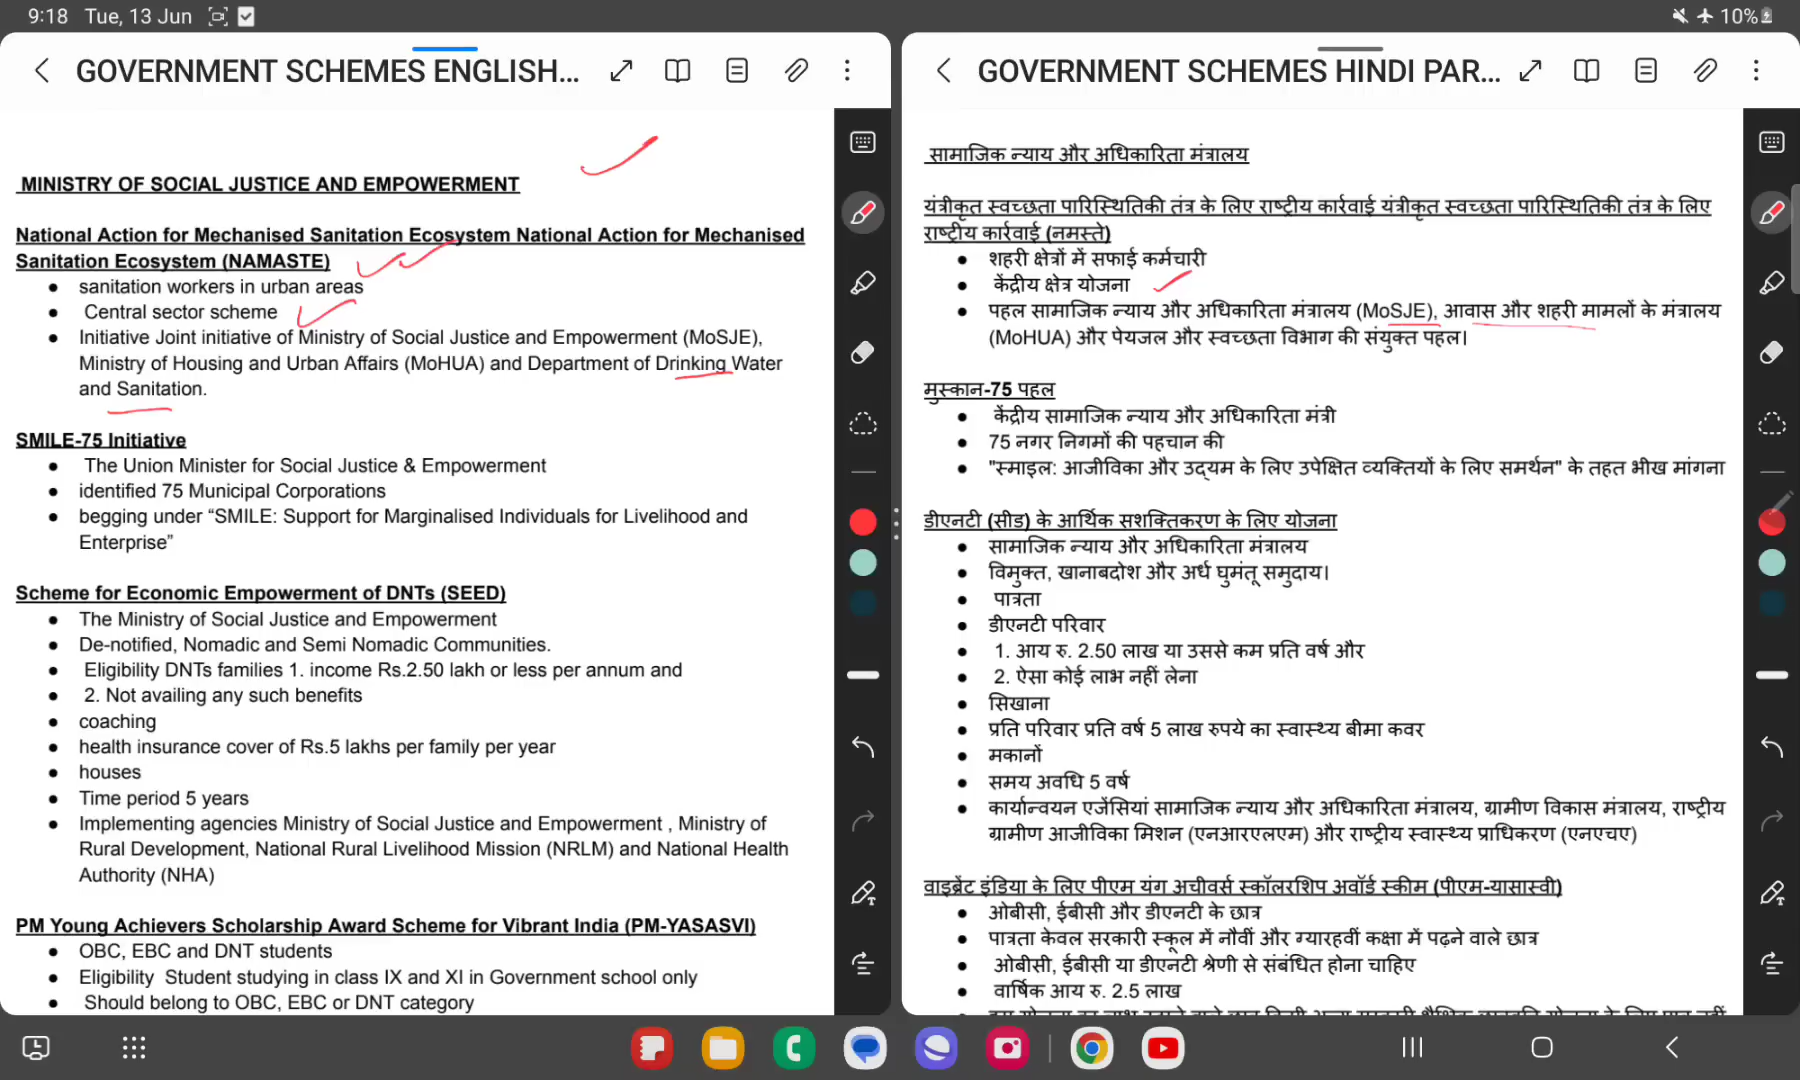 9:18 Tue, 13 Jun
10%
GOVERNMENT SCHEMES ENGLISH...
MINISTRY OF SOCIAL JUSTICE AND EMPOWERMENT
National Action for Mechanised Sanitation Ecosystem National Action for Mechanised
Sanitation Ecosystem (NAMASTE)
● sanitation workers in urban areas
● Central sector scheme
● Initiative Joint initiative of Ministry of Social Justice and Empowerment (MoSJE),
Ministry of Housing and Urban Affairs (MoHUA) and Department of Drinking Water
and Sanitation.
SMILE-75 Initiative
● The Union Minister for Social Justice & Empowerment
● identified 75 Municipal Corporations
● begging under “SMILE: Support for Marginalised Individuals for Livelihood and
Enterprise”
Scheme for Economic Empowerment of DNTs (SEED)
● The Ministry of Social Justice and Empowerment
● De-notified, Nomadic and Semi Nomadic Communities.
● Eligibility DNTs families 1. income Rs.2.50 lakh or less per annum and
● 2. Not availing any such benefits
● coaching
● health insurance cover of Rs.5 lakhs per family per year
● houses
● Time period 5 years
● Implementing agencies Ministry of Social Justice and Empowerment , Ministry of
Rural Development, National Rural Livelihood Mission (NRLM) and National Health
Authority (NHA)
PM Young Achievers Scholarship Award Scheme for Vibrant India (PM-YASASVI)
● OBC, EBC and DNT students
● Eligibility Student studying in class IX and XI in Government school only
● Should belong to OBC, EBC or DNT category
GOVERNMENT SCHEMES HINDI PAR...
सामाजिक न्याय और अधिकारिता मंत्रालय
यंत्रीकृत स्वच्छता पारिस्थितिकी तंत्र के लिए राष्ट्रीय कार्रवाई यंत्रीकृत स्वच्छता पारिस्थितिकी तंत्र के लिए
राष्ट्रीय कार्रवाई (नमस्ते)
● शहरी क्षेत्रों में सफाई कर्मचारी
● केंद्रीय क्षेत्र योजना
● पहल सामाजिक न्याय और अधिकारिता मंत्रालय (MoSJE), आवास और शहरी मामलों के मंत्रालय
(MoHUA) और पेयजल और स्वच्छता विभाग की संयुक्त पहल।
मुस्कान-75 पहल
● केंद्रीय सामाजिक न्याय और अधिकारिता मंत्री
● 75 नगर निगमों की पहचान की
● "स्माइल: आजीविका और उद्यम के लिए उपेक्षित व्यक्तियों के लिए समर्थन" के तहत भीख मांगना
डीएनटी (सीड) के आर्थिक सशक्तिकरण के लिए योजना
● सामाजिक न्याय और अधिकारिता मंत्रालय
● विमुक्त, खानाबदोश और अर्ध घुमंतू समुदाय।
● पात्रता
● डीएनटी परिवार
● 1. आय रु. 2.50 लाख या उससे कम प्रति वर्ष और
● 2. ऐसा कोई लाभ नहीं लेना
● सिखाना
● प्रति परिवार प्रति वर्ष 5 लाख रुपये का स्वास्थ्य बीमा कवर
● मकानों
● समय अवधि 5 वर्ष
● कार्यान्वयन एजेंसियां सामाजिक न्याय और अधिकारिता मंत्रालय, ग्रामीण विकास मंत्रालय, राष्ट्रीय
ग्रामीण आजीविका मिशन (एनआरएलएम) और राष्ट्रीय स्वास्थ्य प्राधिकरण (एनएचए)
वाइब्रेंट इंडिया के लिए पीएम यंग अचीवर्स स्कॉलरशिप अवॉर्ड स्कीम (पीएम-यासास्वी)
● ओबीसी, ईबीसी और डीएनटी के छात्र
● पात्रता केवल सरकारी स्कूल में नौवीं और ग्यारहवीं कक्षा में पढ़ने वाले छात्र
● ओबीसी, ईबीसी या डीएनटी श्रेणी से संबंधित होना चाहिए
● वार्षिक आय रु. 2.5 लाख